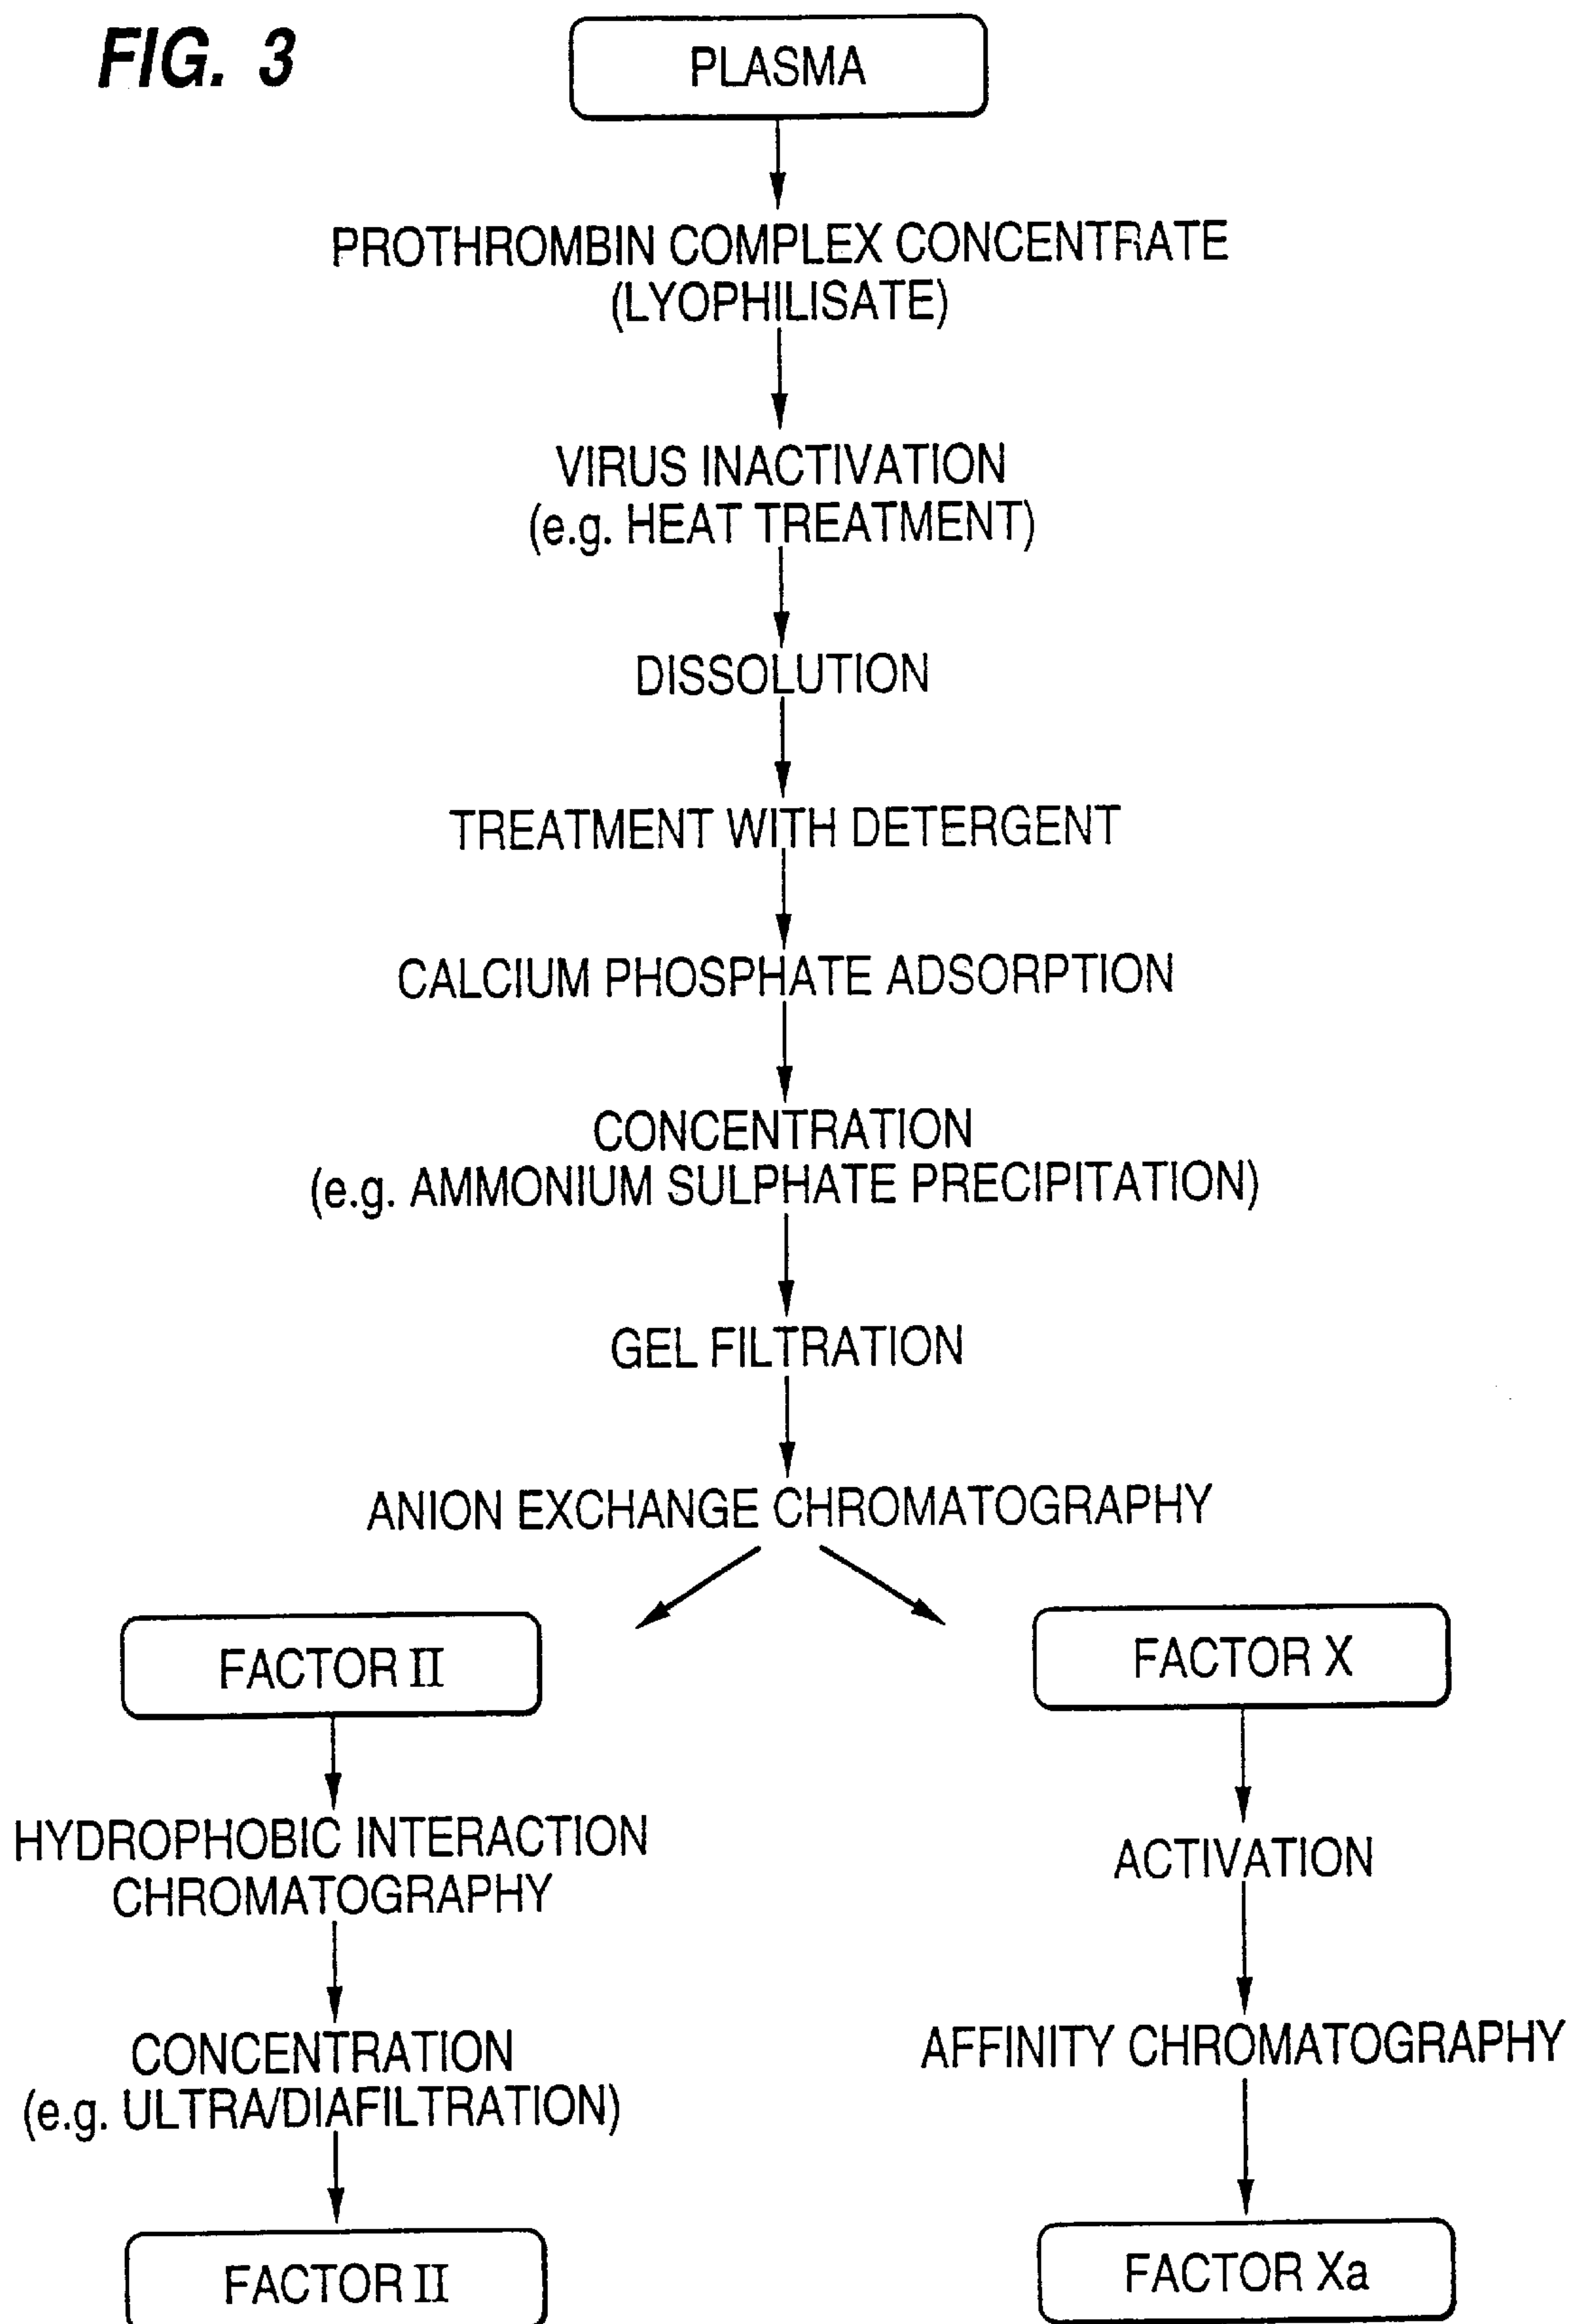 FIG. 3
PLASMA
PROTHROMBIN COMPLEX CONCENTRATE
(LYOPHILISATE)
VIRUS INACTIVATION
(e.g. HEAT TREATMENT)
DISSOLUTION
TREATMENT WITH DETERGENT
CALCIUM PHOSPHATE ADSORPTION
CONCENTRATION
(e.g. AMMONIUM SULPHATE PRECIPITATION)
GEL FILTRATION
ANION EXCHANGE CHROMATOGRAPHY
FACTOR II
HYDROPHOBIC INTERACTION
CHROMATOGRAPHY
CONCENTRATION
(e.g. ULTRA/DIAFILTRATION)
FACTOR II
FACTOR X
ACTIVATION
AFFINITY CHROMATOGRAPHY
FACTOR Xa